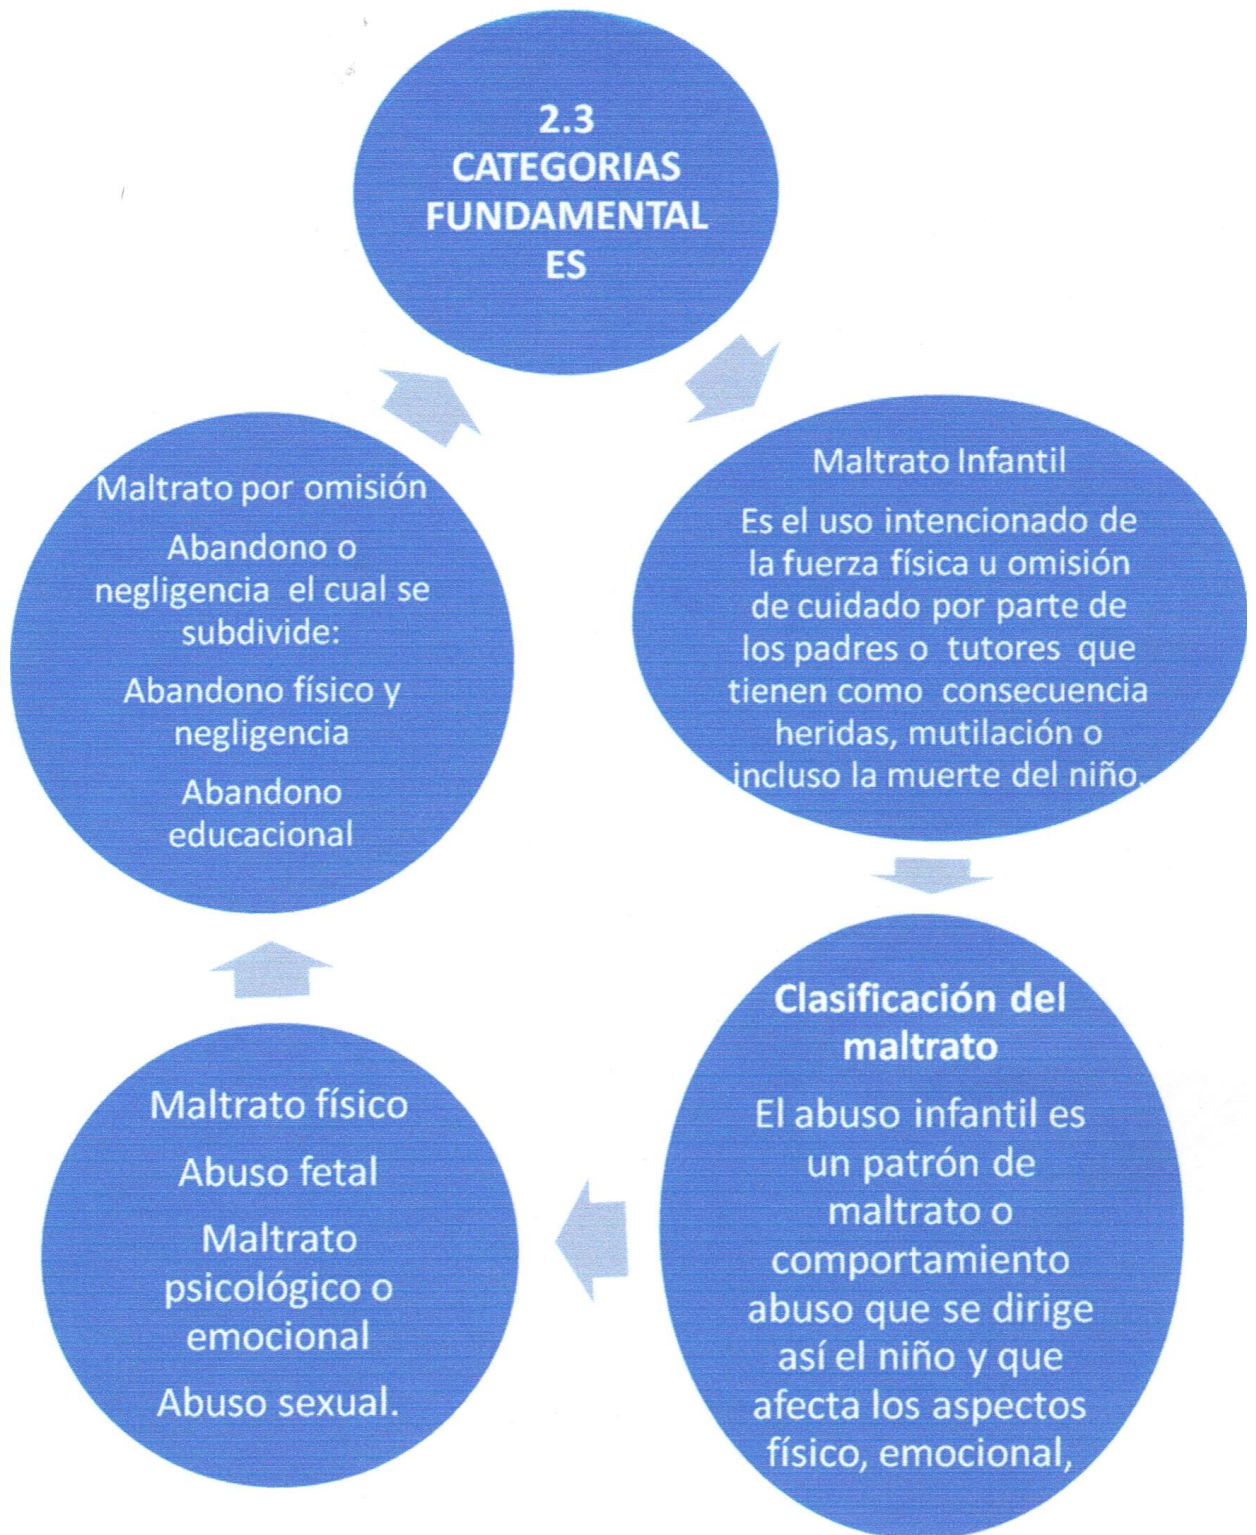 2.3
CATEGORIAS
FUNDAMENTAL
ES
Maltrato Infantil
Es el uso intencionado de
la fuerza física u omisión
de cuidado por parte de
los padres o tutores que
tienen como consecuencia
heridas, mutilación o
incluso la muerte del niño.
Clasificación del
maltrato
El abuso infantil es
un patrón de
maltrato o
comportamiento
abuso que se dirige
así el niño y que
afecta los aspectos
físico, emocional,
Maltrato físico
Abuso fetal
Maltrato
psicológico o
emocional
Abuso sexual.
Maltrato por omisión
Abandono o
negligencia el cual se
subdivide:
Abandono físico y
negligencia
Abandono
educacional